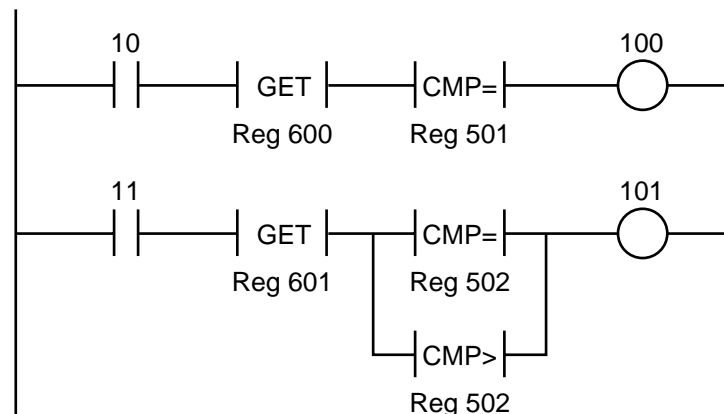 10 100
GET CMP=
Reg 600 Reg 501
11 101
GET CMP=
Reg 601 Reg 502
CMP>
Reg 502